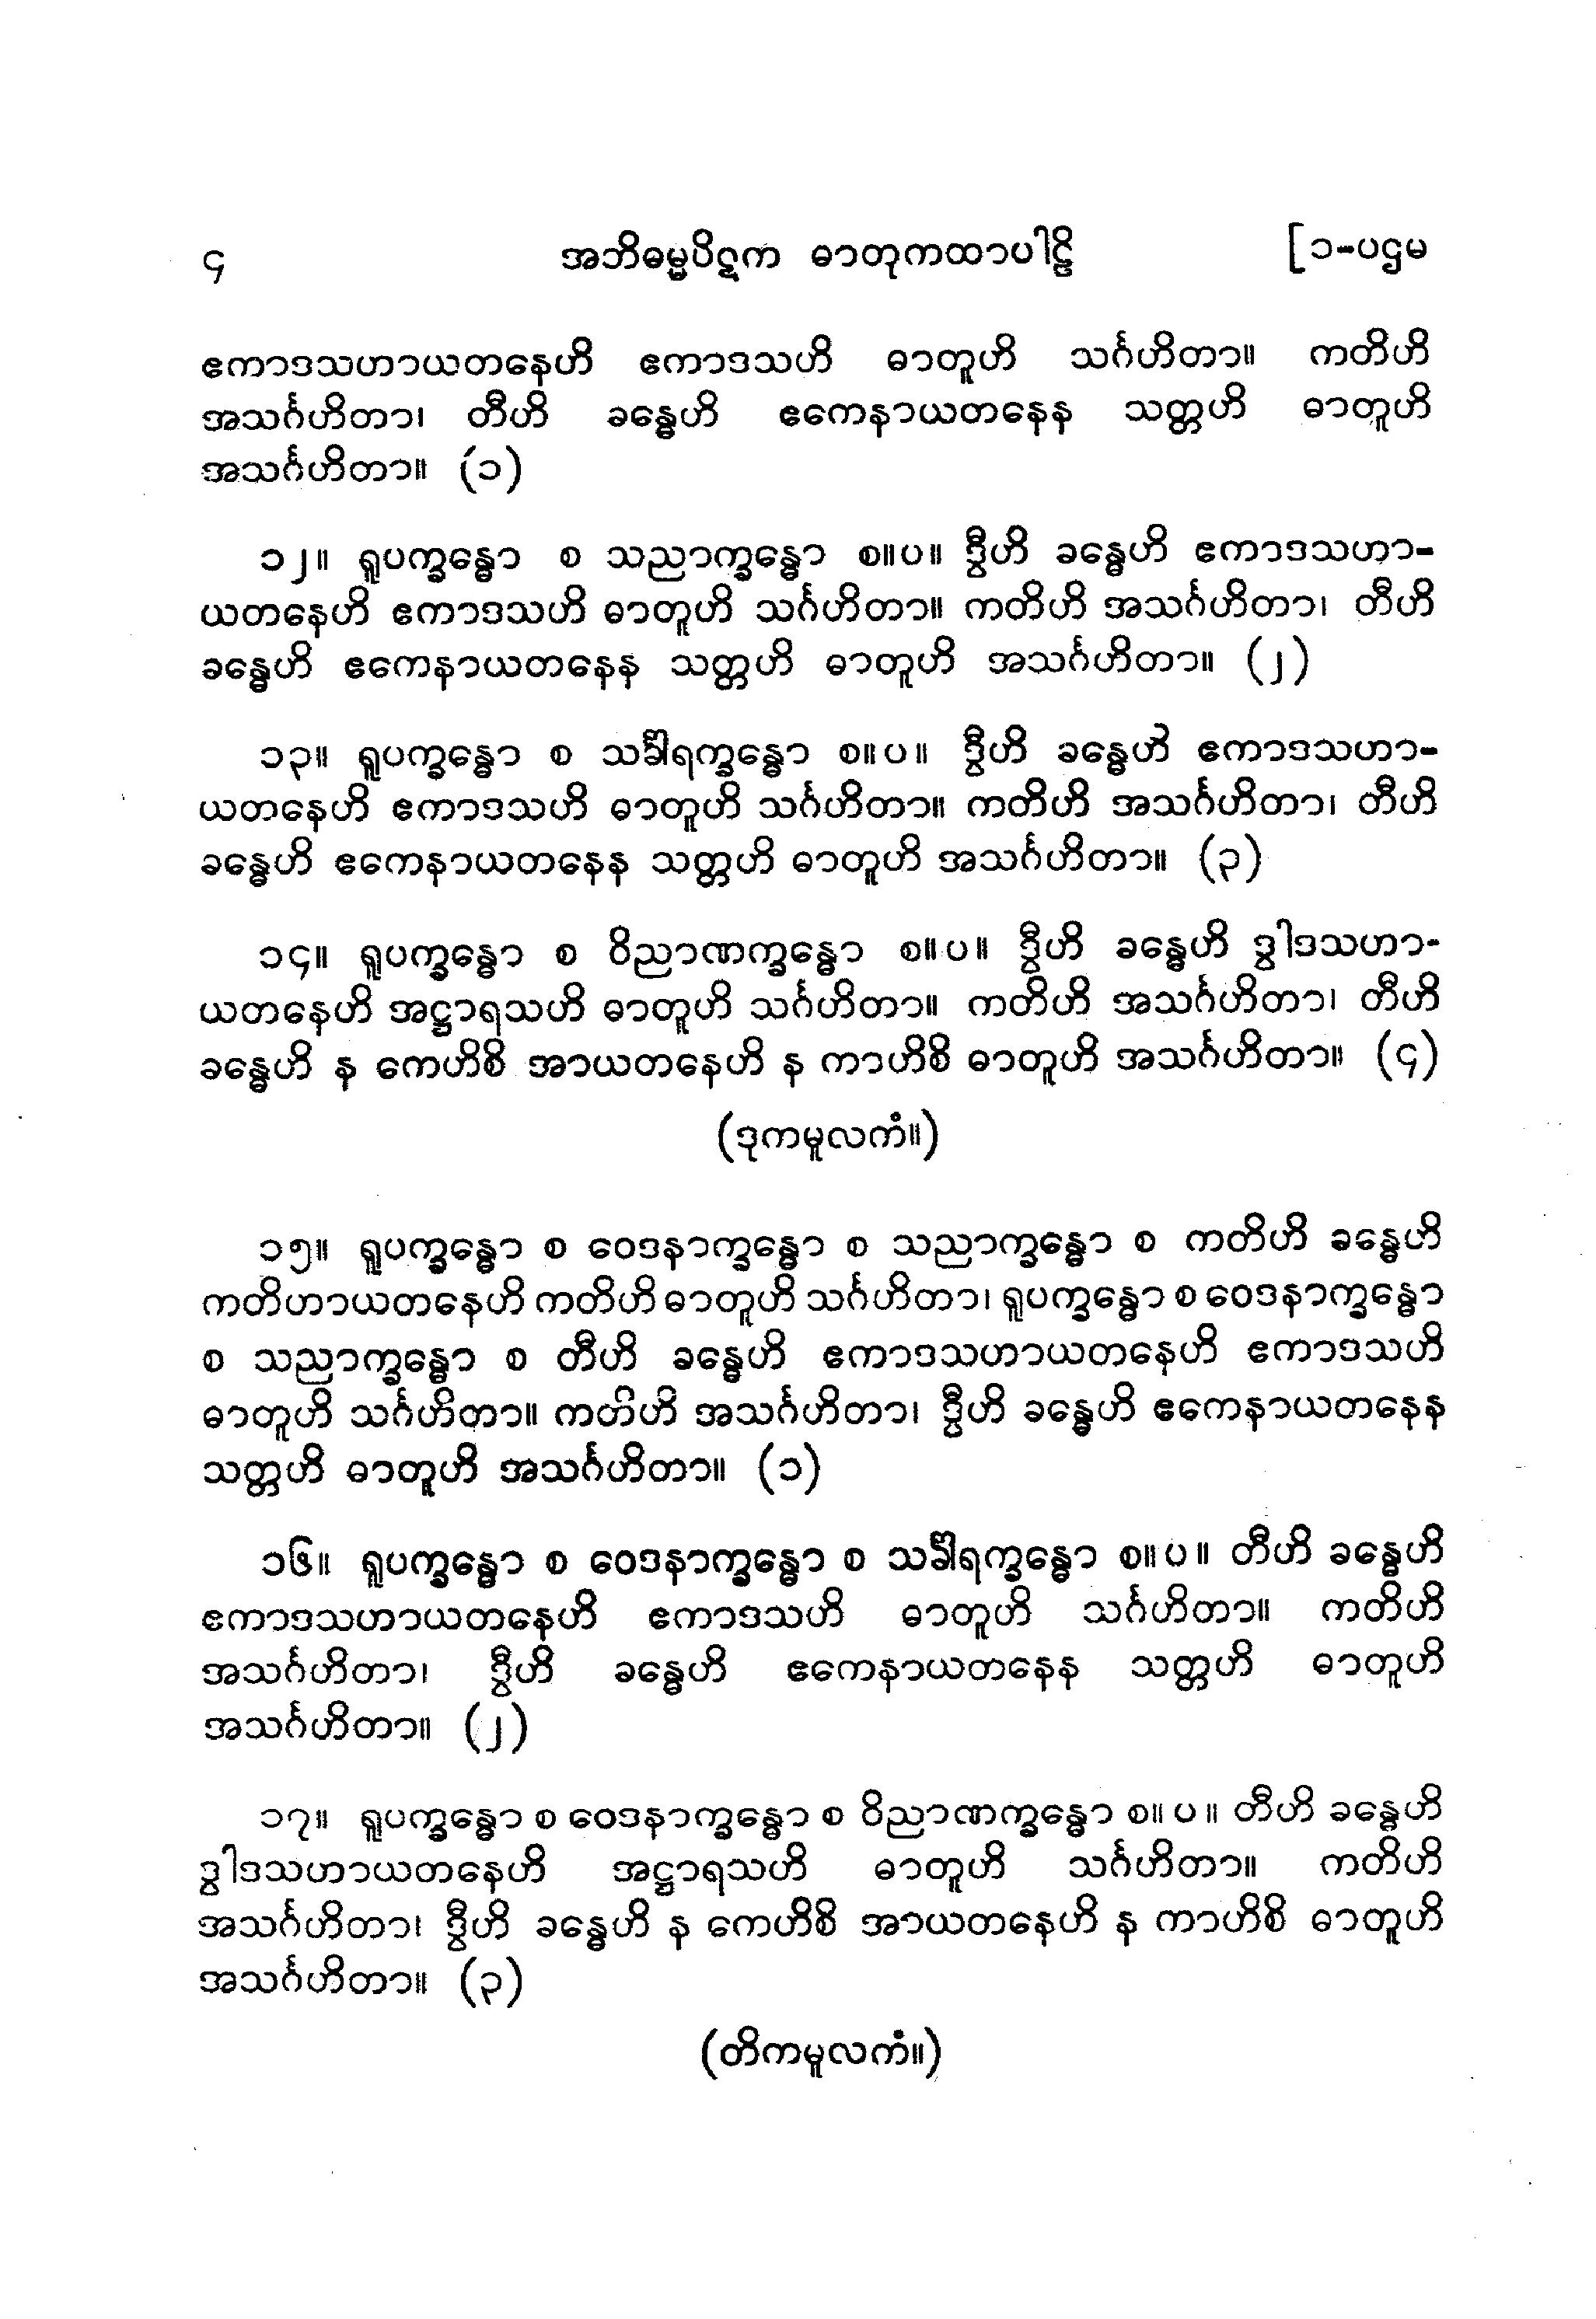 ၄ အဘိဓမ္မပိဋက ဓာတုကထာပါဠိ [၁-ပဌမ
ဧကာဒသဟာယတနေဟိ ဧကာဒသဟိ ဓာတူဟိ သင်္ဂဟိတာ။ ကတိဟိ
အသင်္ဂဟိတာ၊ တီဟိ ခန္ဓေဟိ ဧကေနာယတနေန သတ္တဟိ ဓာတူဟိ
အသင်္ဂဟိတာ။ (၁)
၁၂။ ရူပက္ခန္ဓော စ သညာက္ခန္ဓော စ။ပ။ ဒွီဟိ ခန္ဓေဟိ ဧကာဒသဟာ-
ယတနေဟိ ဧကာဒသဟိ ဓာတူဟိ သင်္ဂဟိတာ။ ကတိဟိ အသင်္ဂဟိတာ၊ တီဟိ
ခန္ဓေဟိ ဧကေနာယတနေန သတ္တဟိ ဓာတူဟိ အသင်္ဂဟိတာ။ (၂)
၁၃။ ရူပက္ခန္ဓော စ သင်္ခါရက္ခန္ဓော စ။ပ။ ဒွီဟိ ခန္ဓေဟိ ဧကာဒသဟာ-
ယတနေဟိ ဧကာဒသဟိ ဓာတူဟိ သင်္ဂဟိတာ။ ကတိဟိ အသင်္ဂဟိတာ၊ တီဟိ
ခန္ဓေဟိ ဧကေနာယတနေန သတ္တဟိ ဓာတူဟိ အသင်္ဂဟိတာ။ (၃)
၁၄။ ရူပက္ခန္ဓော စ ဝိညာဏက္ခန္ဓော စ။ပ။ ဒွီဟိ ခန္ဓေဟိ ဒွါဒသဟာ-
ယတနေဟိ အဋ္ဌာရသဟိ ဓာတူဟိ သင်္ဂဟိတာ။ ကတိဟိ အသင်္ဂဟိတာ၊ တီဟိ
ခန္ဓေဟိ န ကေဟိစိ အာယတနေဟိ န ကာဟိစိ ဓာတူဟိ အသင်္ဂဟိတာ။ (၄)
(ဒုကမူလကံ။)
၁၅။ ရူပက္ခန္ဓော စ ဝေဒနာက္ခန္ဓော စ သညာက္ခန္ဓော စ ကတိဟိ ခန္ဓေဟိ
ကတိဟာယတနေဟိ ကတိဟိ ဓာတူဟိ သင်္ဂဟိတာ၊ ရူပက္ခန္ဓော စ ဝေဒနာက္ခန္ဓော
စ သညာက္ခန္ဓော စ တီဟိ ခန္ဓေဟိ ဧကာဒသဟာယတနေဟိ ဧကာဒသဟိ
ဓာတူဟိ သင်္ဂဟိတာ။ ကတိဟိ အသင်္ဂဟိတာ၊ ဒွီဟိ ခန္ဓေဟိ ဧကေနာယတနေန
သတ္တဟိ ဓာတူဟိ အသင်္ဂဟိတာ။ (၁)
၁၆။ ရူပက္ခန္ဓော စ ဝေဒနာက္ခန္ဓော စ သင်္ခါရက္ခန္ဓော စ။ပ။ တီဟိ ခန္ဓေဟိ
ဧကာဒသဟာယတနေဟိ ဧကာဒသဟိ ဓာတူဟိ သင်္ဂဟိတာ။ ကတိဟိ
အသင်္ဂဟိတာ၊ ဒွီဟိ ခန္ဓေဟိ ဧကေနာယတနေန သတ္တဟိ ဓာတူဟိ
အသင်္ဂဟိတာ။ (၂)
၁၇။ ရူပက္ခန္ဓော စ ဝေဒနာက္ခန္ဓော စ ဝိညာဏက္ခန္ဓော စ။ပ။ တီဟိ ခန္ဓေဟိ
ဒွါဒသဟာယတနေဟိ အဋ္ဌာရသဟိ ဓာတူဟိ သင်္ဂဟိတာ။ ကတိဟိ
အသင်္ဂဟိတာ၊ ဒွီဟိ ခန္ဓေဟိ န ကေဟိစိ အာယတနေဟိ န ကာဟိစိ ဓာတူဟိ
အသင်္ဂဟိတာ။ (၃)
(တိကမူလကံ။)